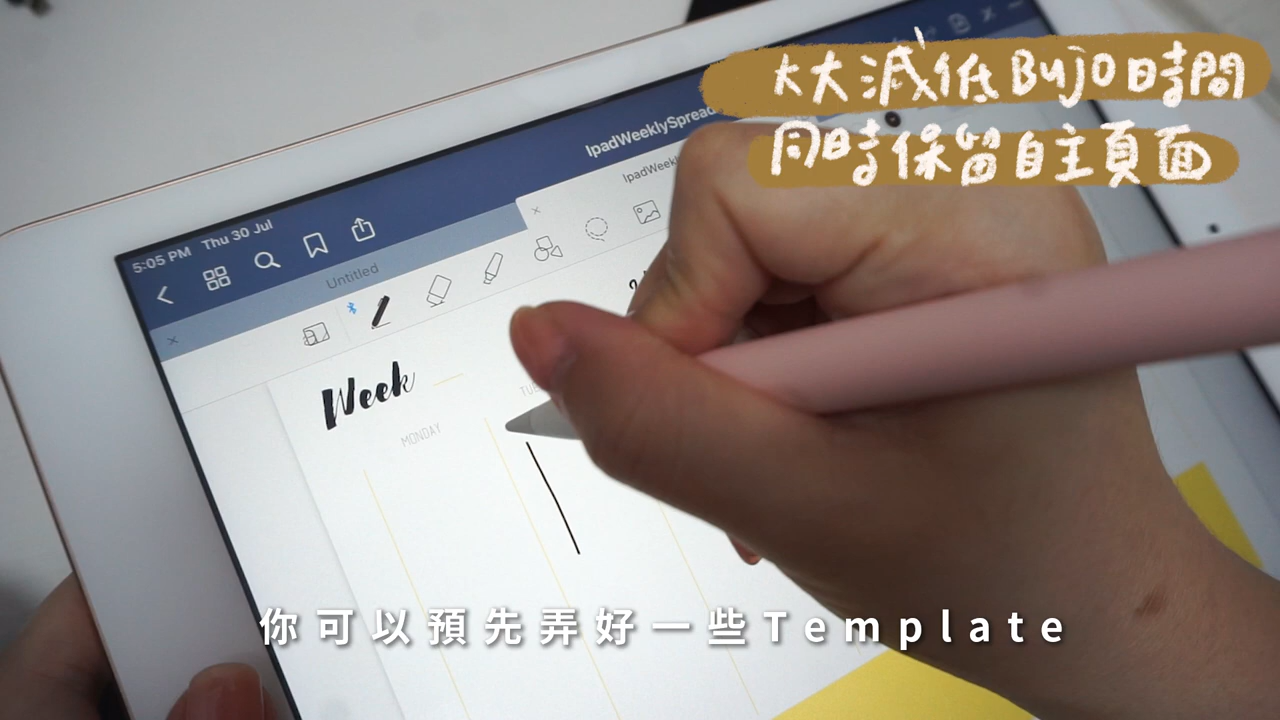 大大減低Bujo時間
同時保留自主頁面
IpadWeeklySpread
IpadWeekl
5:05 PM Thu 30 Jul
Untitled
Week
TUE
MONDAY
你可以預先弄好一些Template